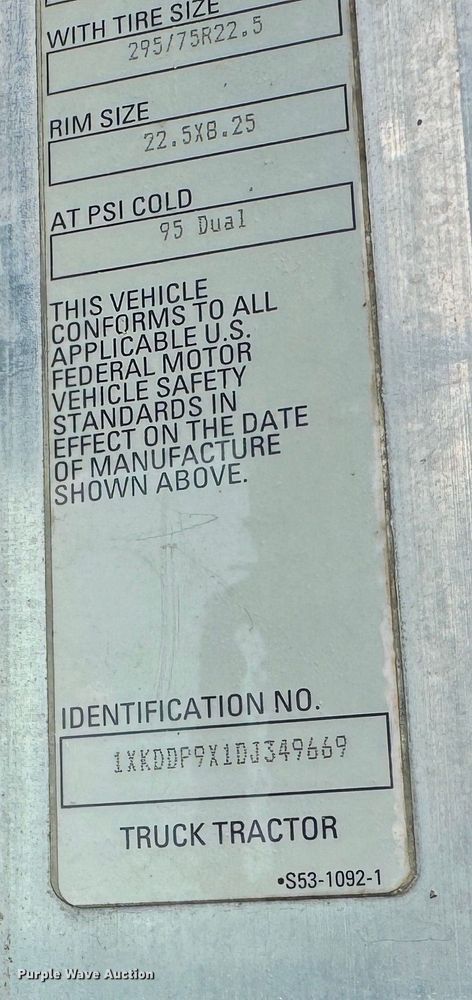 WITH TIRE SIZE
295/75R22.5
RIM SIZE
22.5X8.25
AT PSI COLD
95 Dual
THIS VEHICLE
CONFORMS TO ALL
APPLICABLE U.S.
FEDERAL MOTOR
VEHICLE SAFETY
STANDARDS IN
EFFECT ON THE DATE
OF MANUFACTURE
SHOWN ABOVE.
IDENTIFICATION NO.
1XKDDP9X1DJ349669
TRUCK TRACTOR
•S53-1092-1
Purple Wave Auction